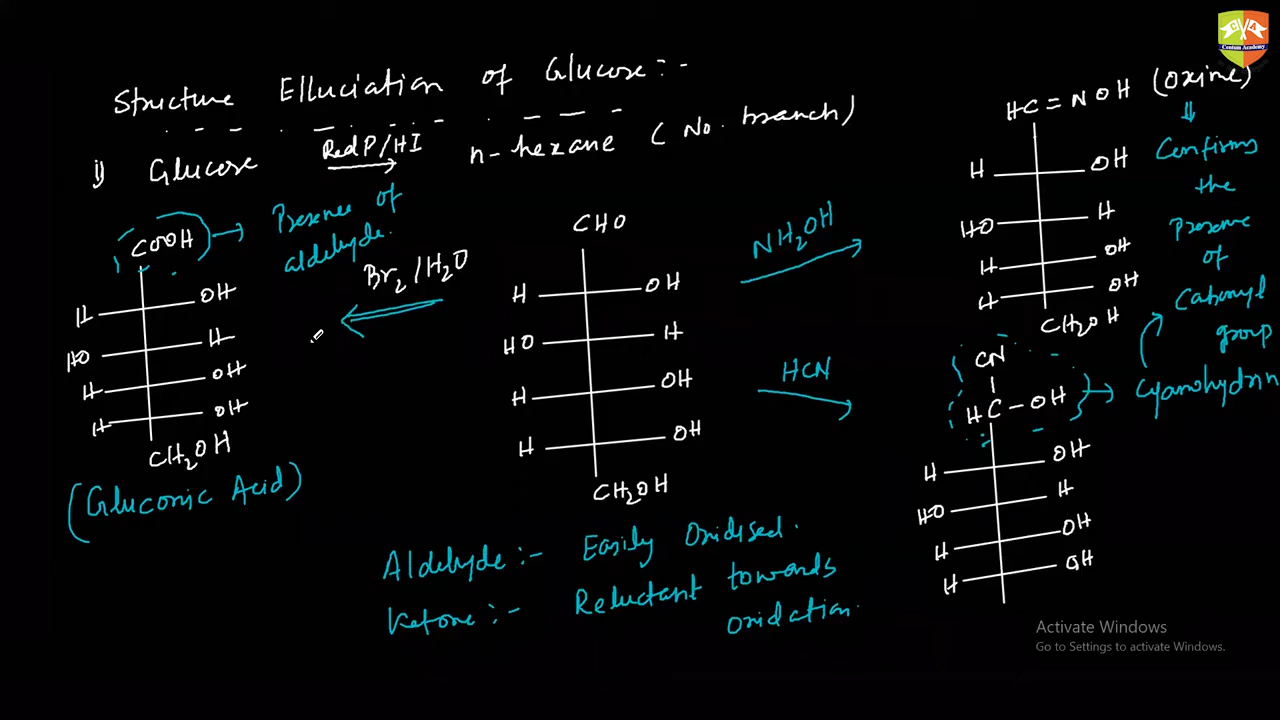 Structure Elluciation of Glucose :-
i) Glucose Red P/HI n-hexane (No. branch)
COOH
Presence of
aldehyde.
H OH
HO H
H OH
H OH
CH2OH
(Gluconic Acid)
Br2/H2O
CHO
H OH
HO H
H OH
H OH
CH2OH
NH2OH
HCN
HC = NOH (Oxime)
H OH
HO H
H OH
H OH
CH2OH
Confirms
the
Presence
of
Carbonyl
group
CN
HC - OH
Cyanohydrin
H OH
HO H
H OH
H OH
Aldehyde :- Easily Oxidised.
Ketone :- Reluctant towards
oxidation.
Centum Academy
Activate Windows
Go to Settings to activate Windows.